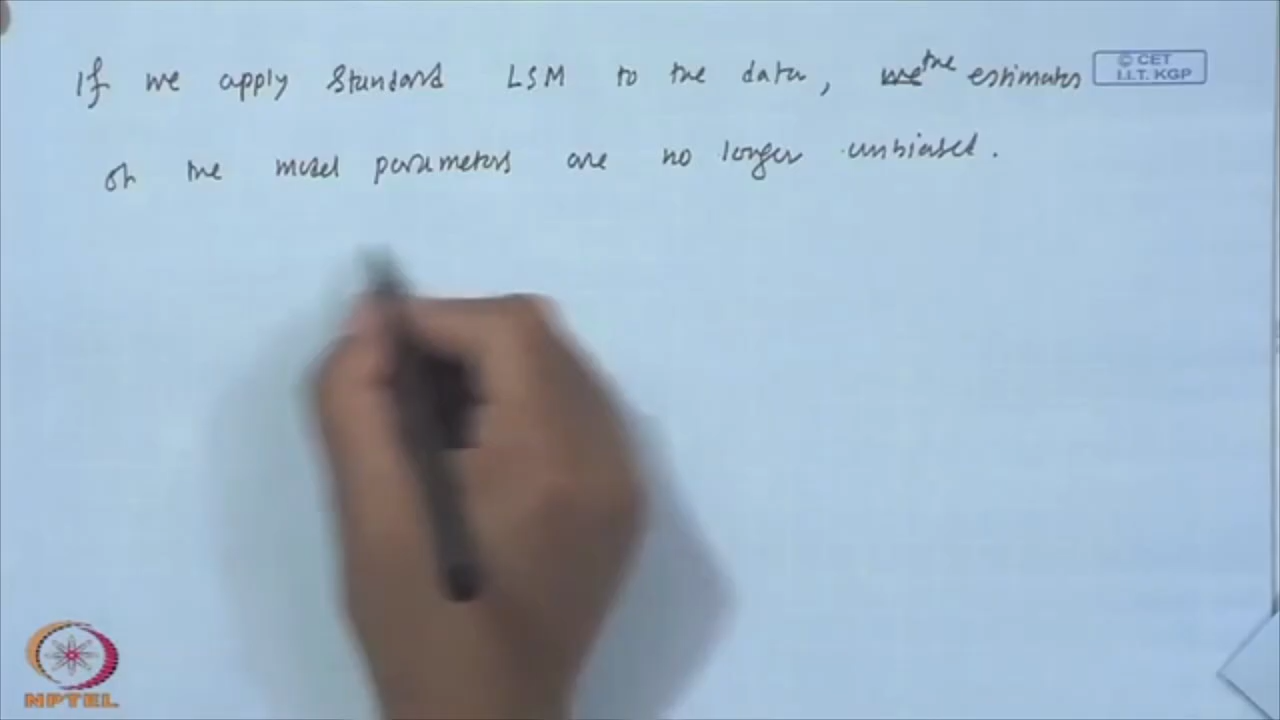 If we apply Standard LSM to the data, the estimates
of the model parameters are no longer unbiased.
© CET
I.I.T. KGP
NPTEL